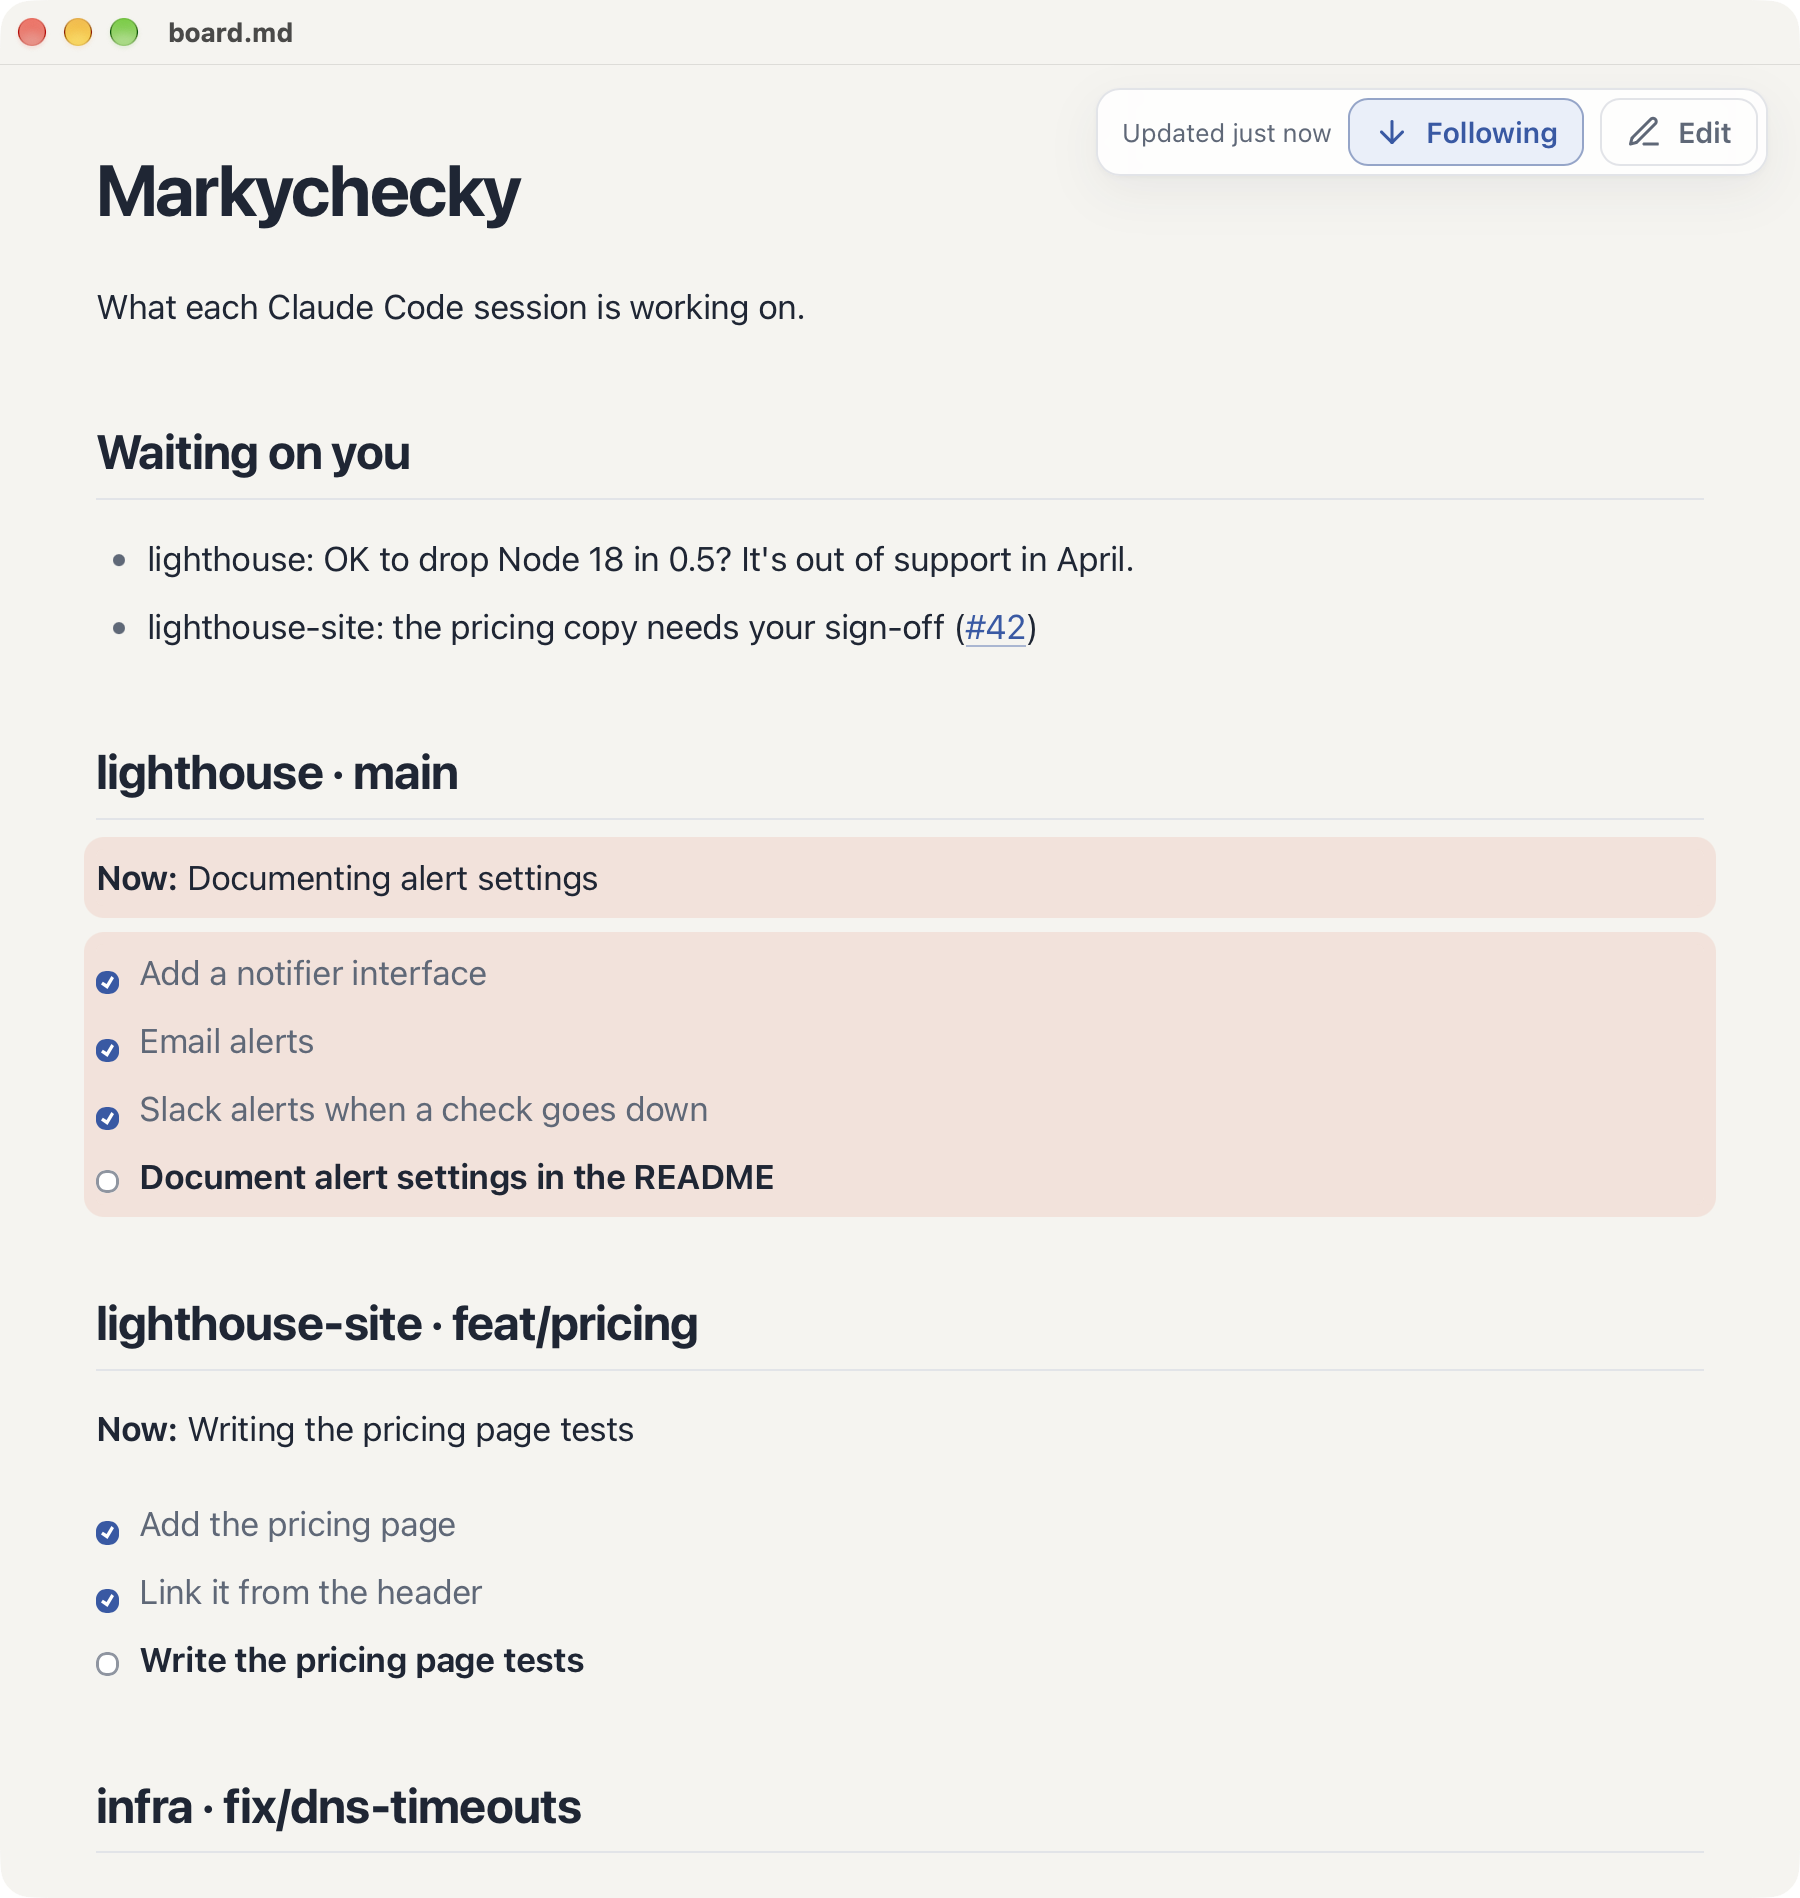 board.md
Updated just now
Following
Edit
Markychecky
What each Claude Code session is working on.
Waiting on you
lighthouse: OK to drop Node 18 in 0.5? It's out of support in April.
lighthouse-site: the pricing copy needs your sign-off (#42)
lighthouse · main
Now: Documenting alert settings
Add a notifier interface
Email alerts
Slack alerts when a check goes down
Document alert settings in the README
lighthouse-site · feat/pricing
Now: Writing the pricing page tests
Add the pricing page
Link it from the header
Write the pricing page tests
infra · fix/dns-timeouts